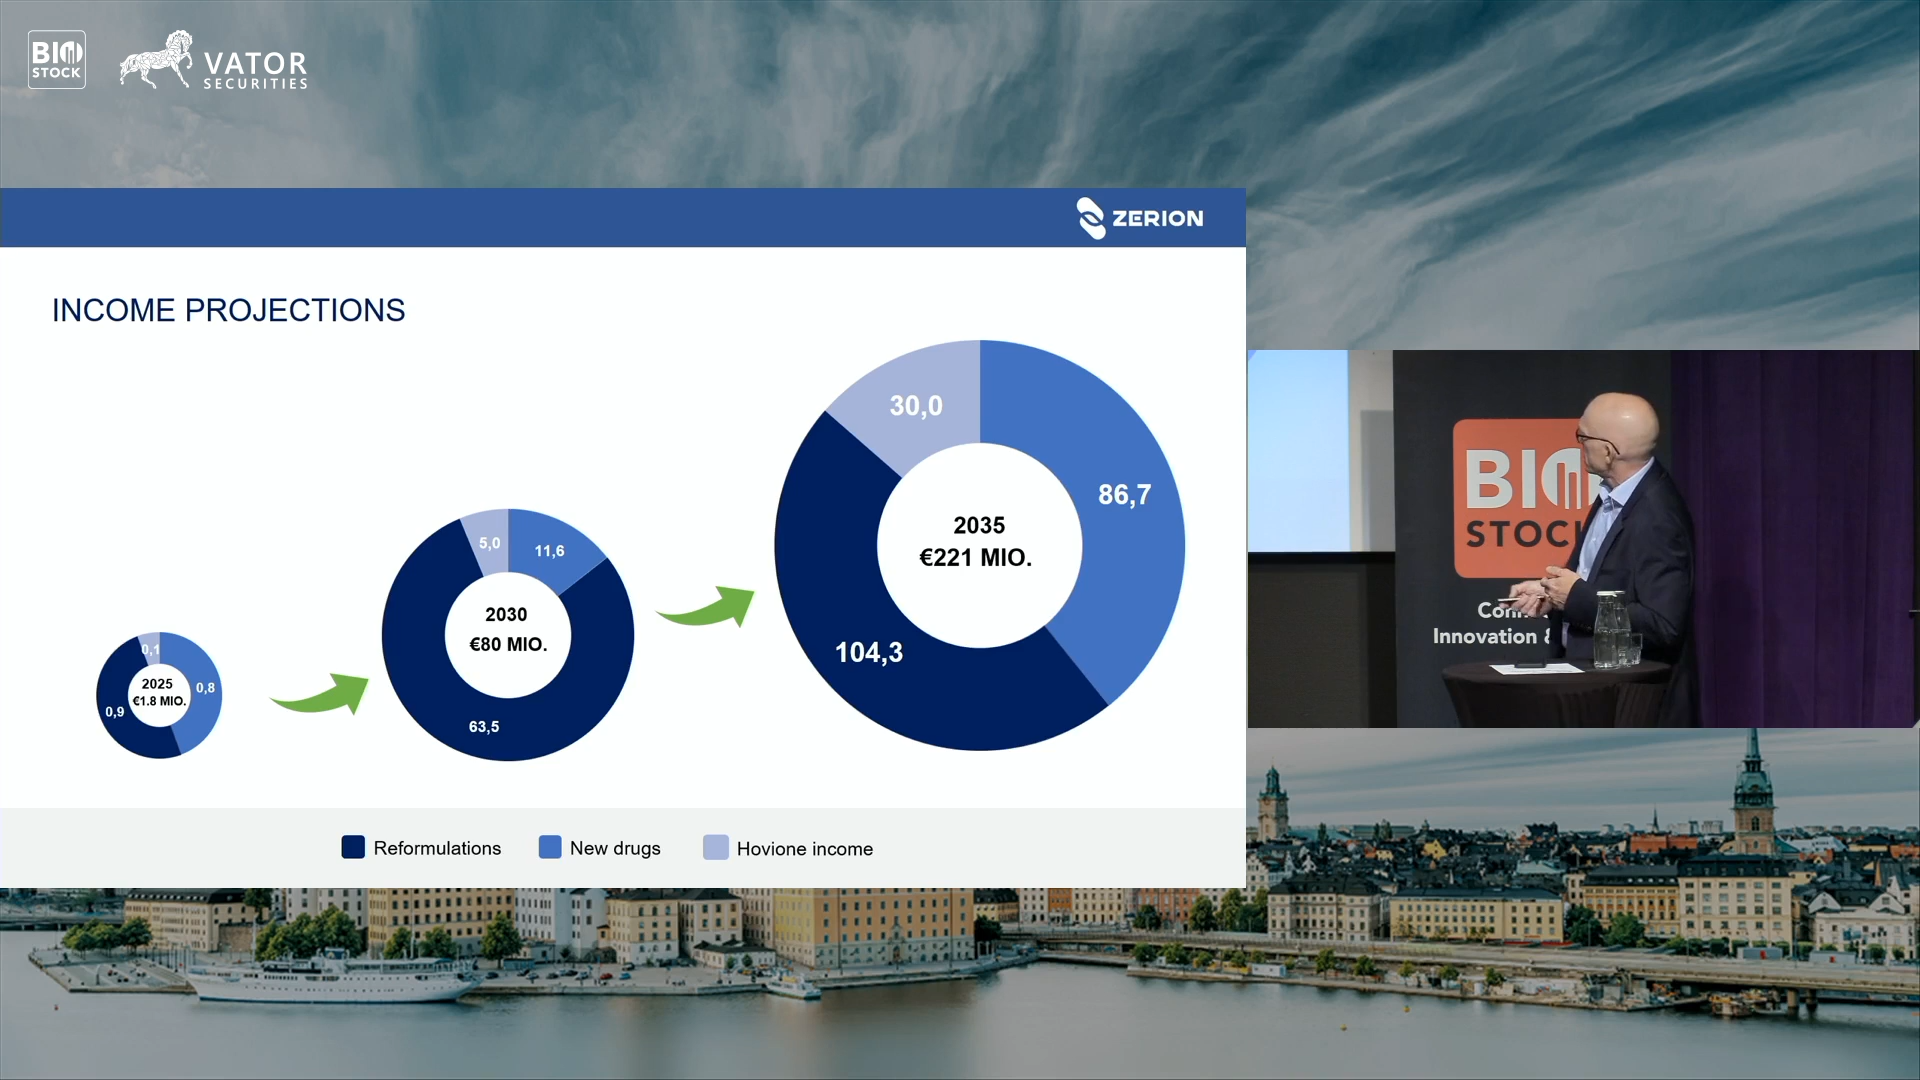 BIO
STOCK
VATOR
SECURITIES
ZERION
INCOME PROJECTIONS
0,1
0,8
0,9
2025
€1.8 MIO.
5,0
11,6
63,5
2030
€80 MIO.
30,0
86,7
104,3
2035
€221 MIO.
Reformulations
New drugs
Hovione income
BIO
STOCK
Innovation &